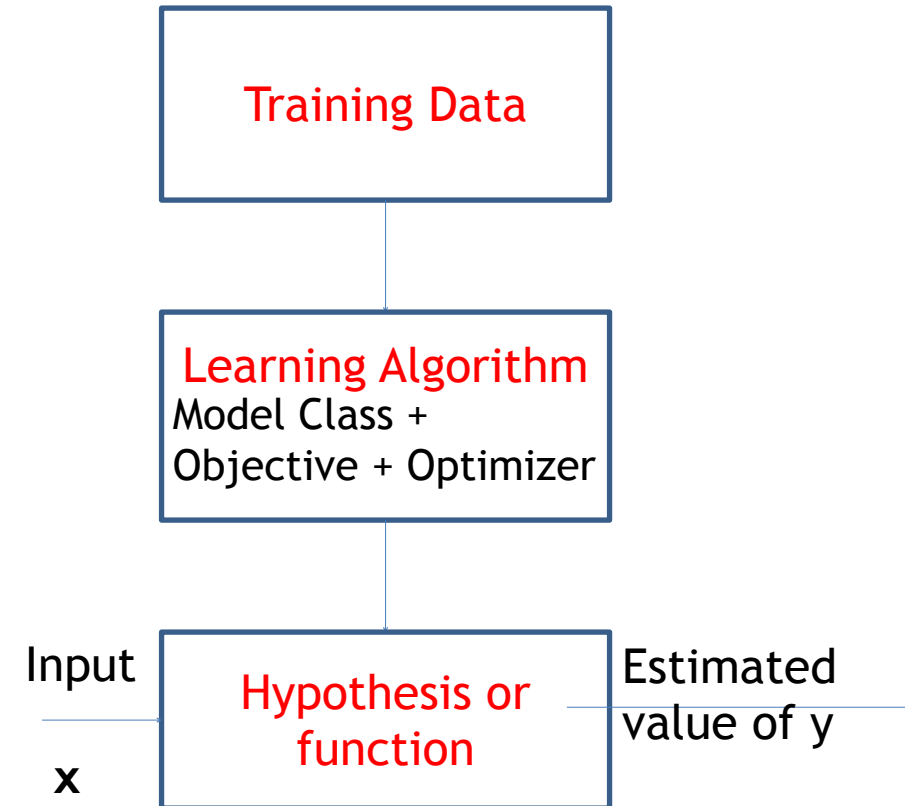 Training Data
Learning Algorithm
Model Class +
Objective + Optimizer
Input
x
Hypothesis or
function
Estimated
value of y